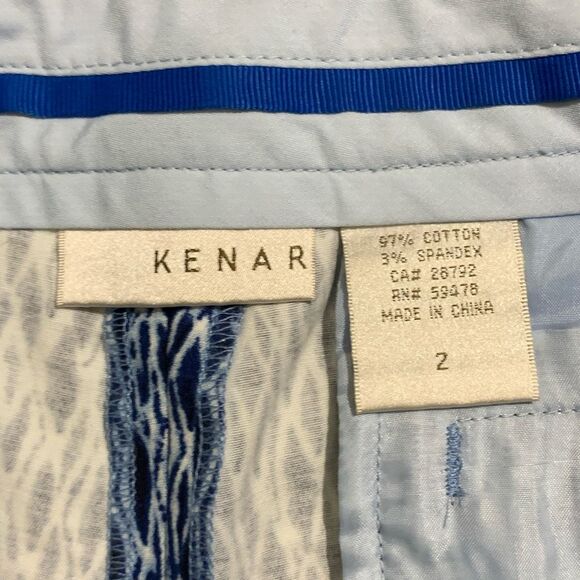 KENAR
97% COTTON
3% SPANDEX
CA# 28792
RN# 59478
MADE IN CHINA
2